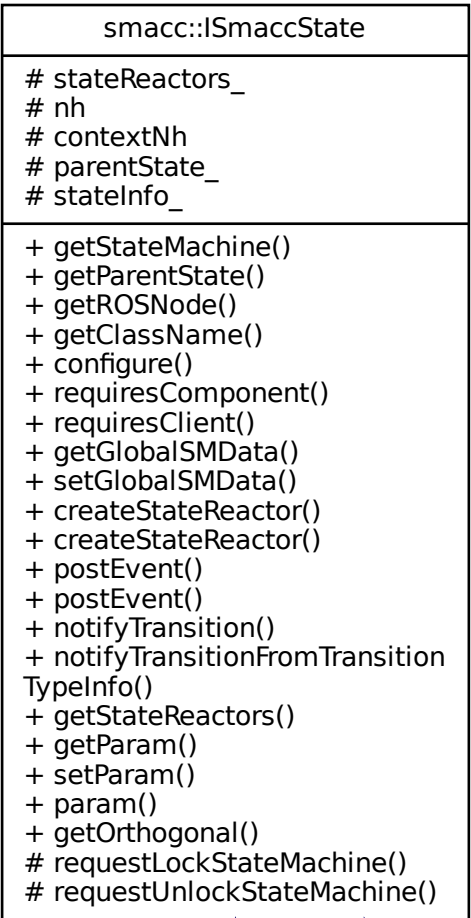 smacc::ISmaccState
# stateReactors_
# nh
# contextNh
# parentState_
# stateInfo_
+ getStateMachine()
+ getParentState()
+ getROSNode()
+ getClassName()
+ configure()
+ requiresComponent()
+ requiresClient()
+ getGlobalSMData()
+ setGlobalSMData()
+ createStateReactor()
+ createStateReactor()
+ postEvent()
+ postEvent()
+ notifyTransition()
+ notifyTransitionFromTransition
TypeInfo()
+ getStateReactors()
+ getParam()
+ setParam()
+ param()
+ getOrthogonal()
# requestLockStateMachine()
# requestUnlockStateMachine()